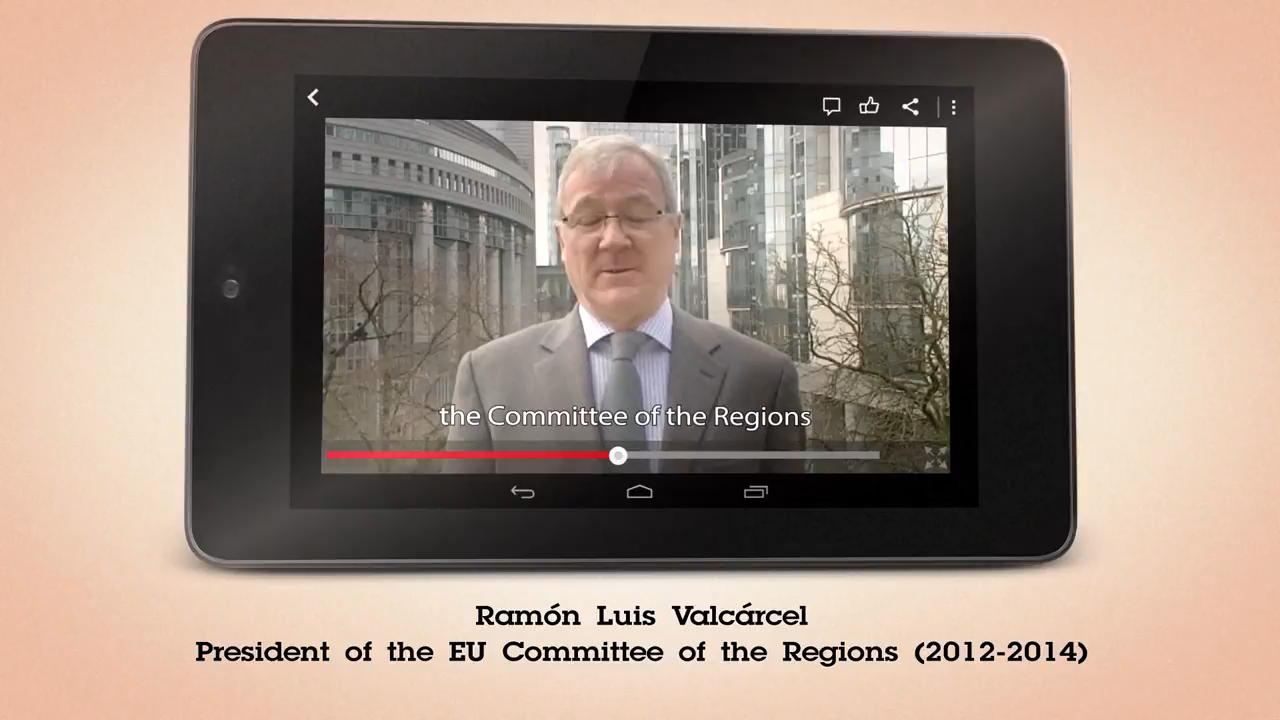 the Committee of the Regions
Ramón Luis Valcárcel
President of the EU Committee of the Regions (2012-2014)